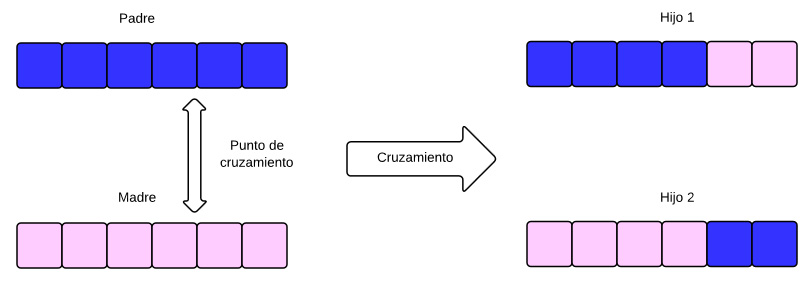 Padre
Hijo 1
Punto de
cruzamiento
Cruzamiento
Madre
Hijo 2